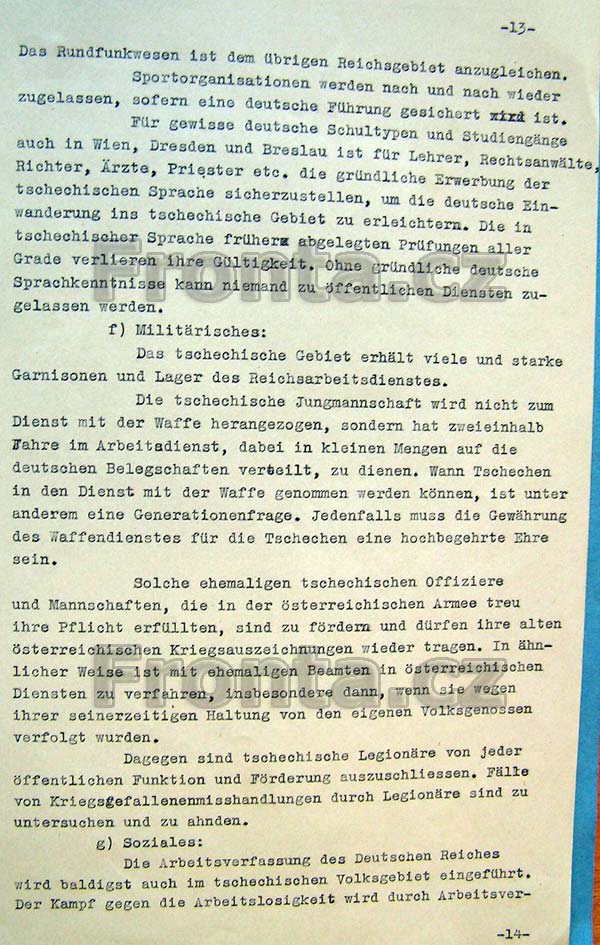 -13-
Das Rundfunkwesen ist dem übrigen Reichsgebiet anzugleichen.
Sportorganisationen werden nach und nach wieder
zugelassen, sofern eine deutsche Führung gesichert wird ist.
Für gewisse deutsche Schultypen und Studiengänge
auch in Wien, Dresden und Breslau ist für Lehrer, Rechtsanwälte,
Richter, Ärzte, Priester etc. die gründliche Erwerbung der
tschechischen Sprache sicherzustellen, um die deutsche Ein-
wanderung ins tschechische Gebiet zu erleichtern. Die in
tschechischer Sprache früher abgelegten Prüfungen aller
Grade verlieren ihre Gültigkeit. Ohne gründliche deutsche
Fronta.cz
Sprachkenntnisse kann niemand zu öffentlichen Diensten zu-
gelassen werden.
f) Militärisches:
Das tschechische Gebiet erhält viele und starke
Garnisonen und Lager des Reichsarbeitsdienstes.
Die tschechische Jungmannschaft wird nicht zum
Dienst mit der Waffe herangezogen, sondern hat zweieinhalb
Jahre im Arbeitsdienst, dabei in kleinen Mengen auf die
deutschen Belegschaften verteilt, zu dienen. Wann Tschechen
in den Dienst mit der Waffe genommen werden können, ist unter
anderem eine Generationenfrage. Jedenfalls muss die Gewährung
des Waffendienstes für die Tschechen eine hochbegehrte Ehre
sein.
Solche ehemaligen tschechischen Offiziere
und Mannschaften, die in der österreichischen Armee treu
ihre Pflicht erfüllten, sind zu fördern und dürfen ihre alten
österreichischen Kriegsauszeichnungen wieder tragen. In ähn-
licher Weise ist mit ehemaligen Beamten in österreichischen
Fronta.cz
Diensten zu verfahren, insbesondere dann, wenn sie wegen
ihrer seinerzeitigen Haltung von den eigenen Volksgenossen
verfolgt wurden.
Dagegen sind tschechische Legionäre von jeder
öffentlichen Funktion und Förderung auszuschliessen. Fälle
von Kriegsgefallenenmisshandlungen durch Legionäre sind zu
untersuchen und zu ahnden.
g) Soziales:
Die Arbeitsverfassung des Deutschen Reiches
wird baldigst auch im tschechischen Volksgebiet eingeführt.
Der Kampf gegen die Arbeitslosigkeit wird durch Arbeitsver-
-14-